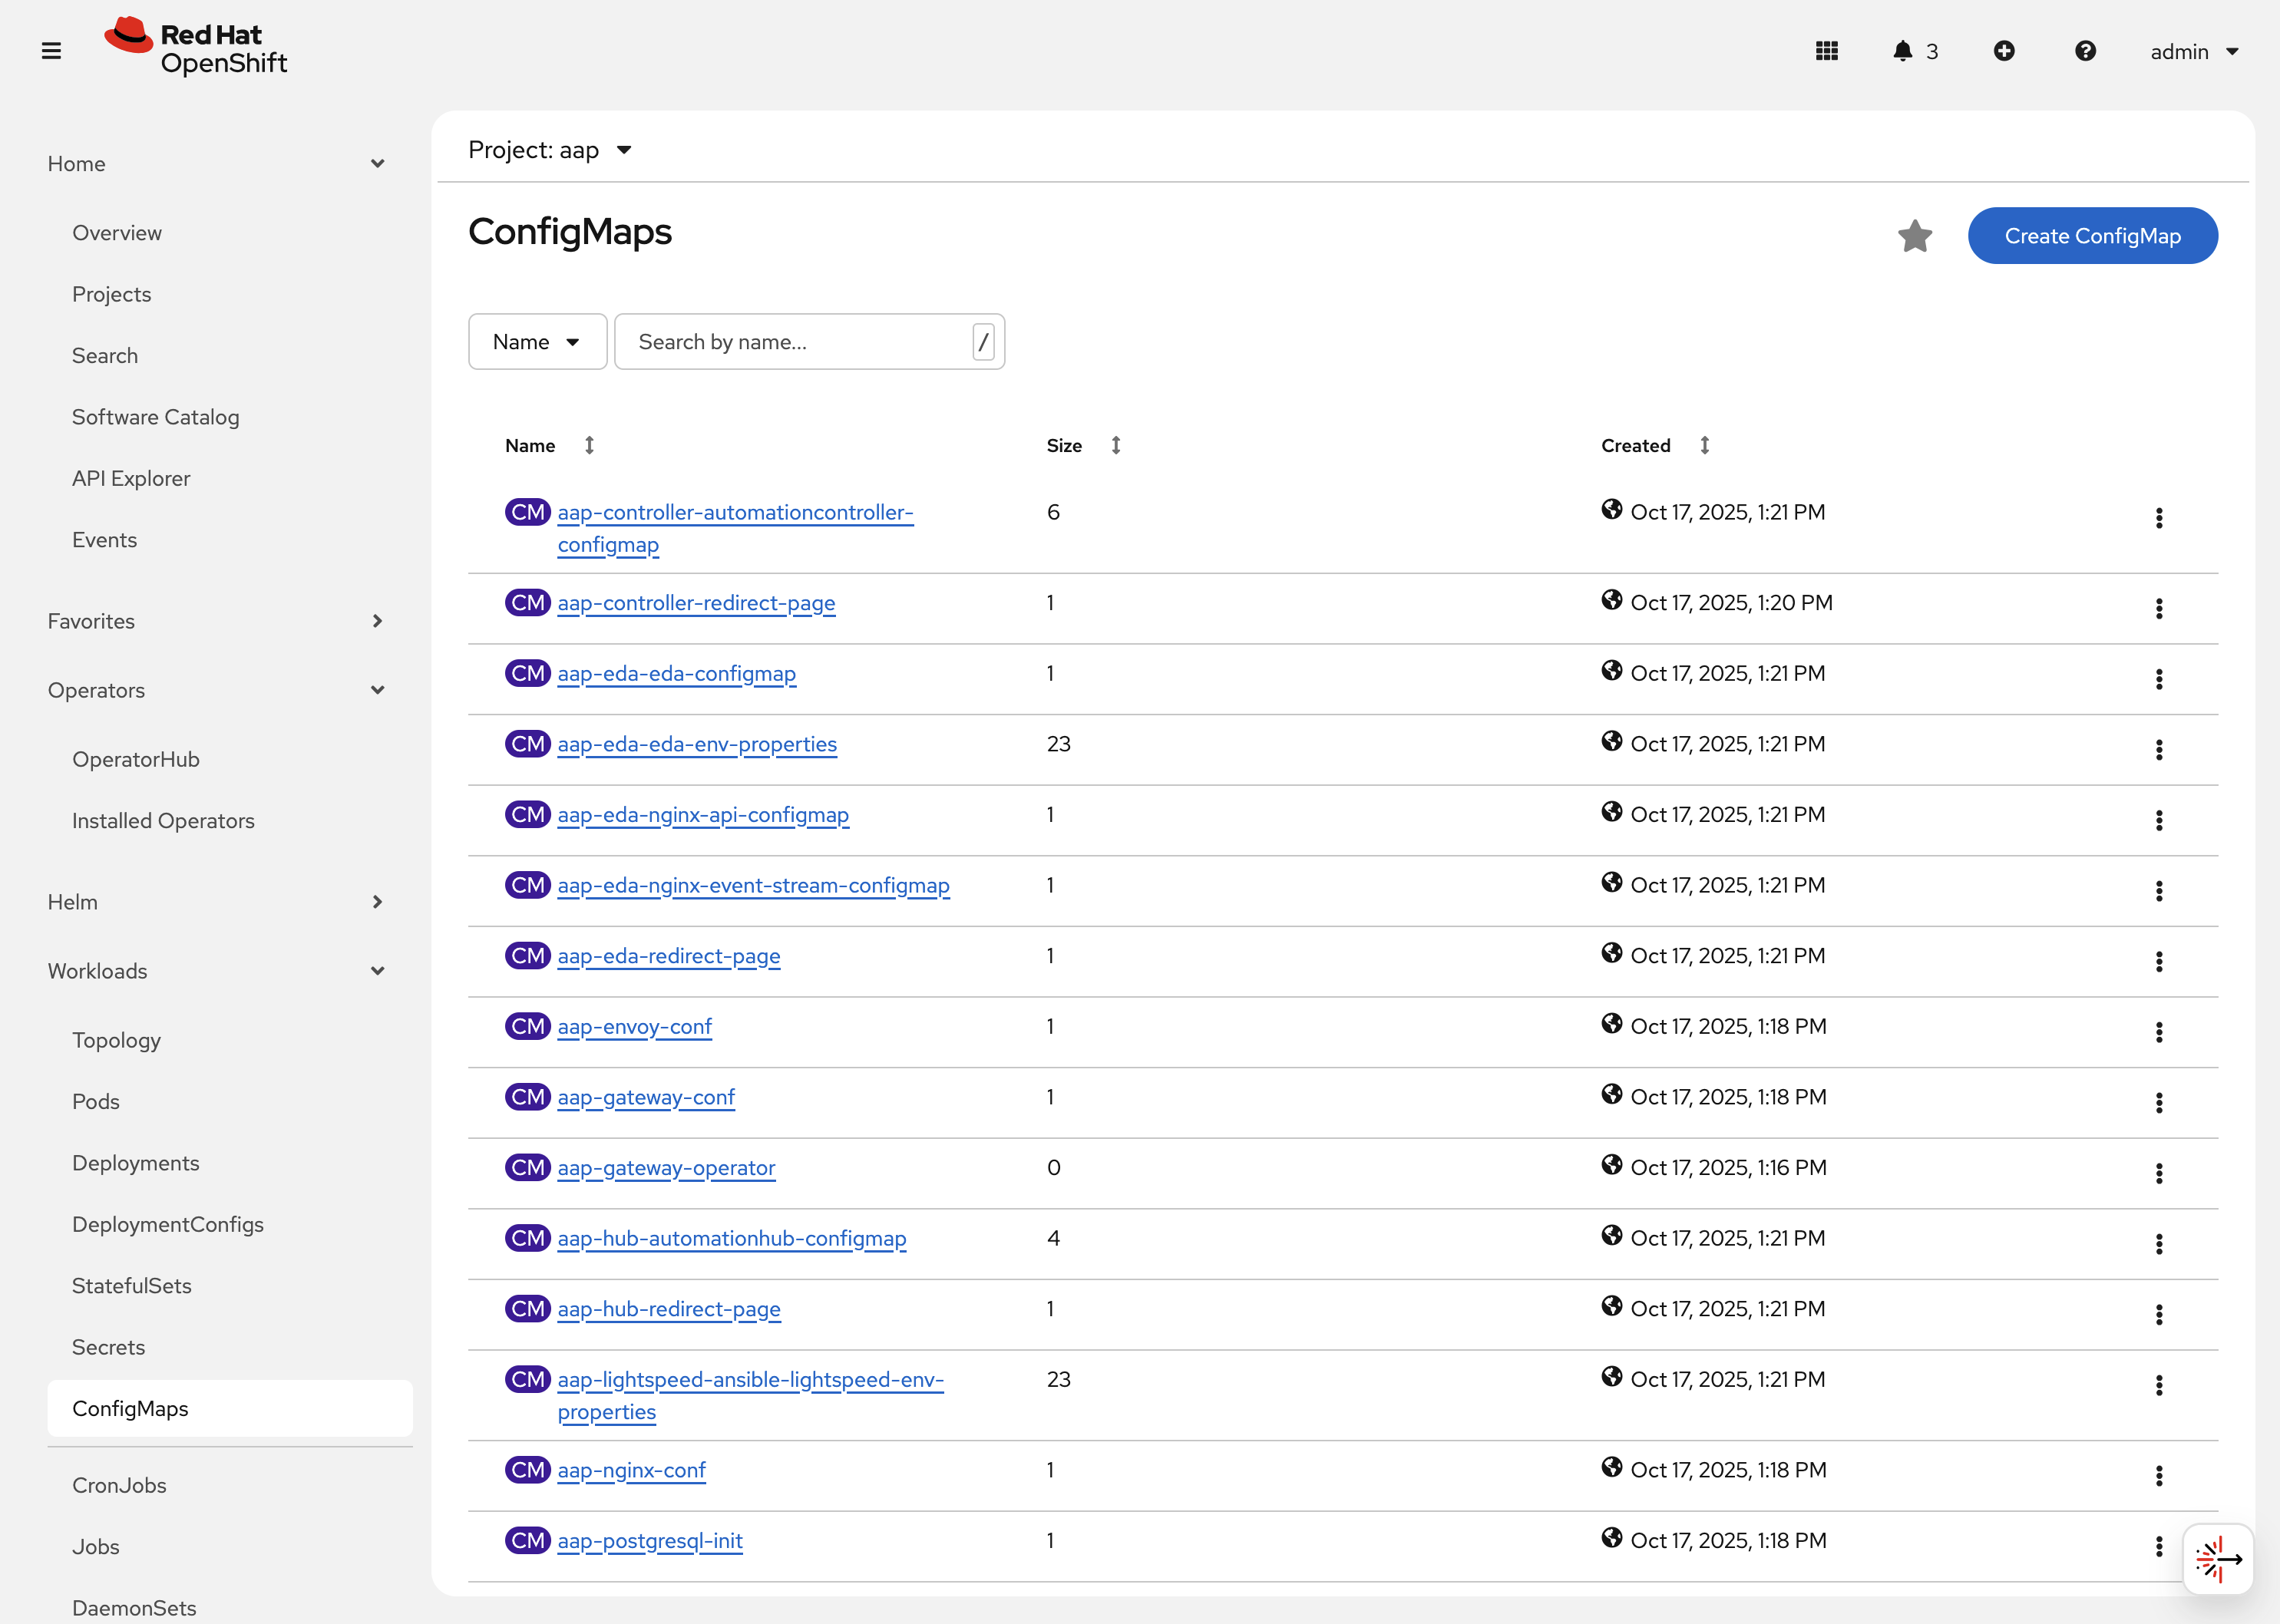 Red Hat
OpenShift
3
admin
Home
Overview
Projects
Search
Software Catalog
API Explorer
Events
Favorites
Operators
OperatorHub
Installed Operators
Helm
Workloads
Topology
Pods
Deployments
DeploymentConfigs
StatefulSets
Secrets
ConfigMaps
CronJobs
Jobs
DaemonSets
Project: aap
ConfigMaps
Create ConfigMap
Name
Search by name...
/
Name Size Created
CM aap-controller-automationcontroller- 6 Oct 17, 2025, 1:21 PM
configmap
CM aap-controller-redirect-page 1 Oct 17, 2025, 1:20 PM
CM aap-eda-eda-configmap 1 Oct 17, 2025, 1:21 PM
CM aap-eda-eda-env-properties 23 Oct 17, 2025, 1:21 PM
CM aap-eda-nginx-api-configmap 1 Oct 17, 2025, 1:21 PM
CM aap-eda-nginx-event-stream-configmap 1 Oct 17, 2025, 1:21 PM
CM aap-eda-redirect-page 1 Oct 17, 2025, 1:21 PM
CM aap-envoy-conf 1 Oct 17, 2025, 1:18 PM
CM aap-gateway-conf 1 Oct 17, 2025, 1:18 PM
CM aap-gateway-operator 0 Oct 17, 2025, 1:16 PM
CM aap-hub-automationhub-configmap 4 Oct 17, 2025, 1:21 PM
CM aap-hub-redirect-page 1 Oct 17, 2025, 1:21 PM
CM aap-lightspeed-ansible-lightspeed-env- 23 Oct 17, 2025, 1:21 PM
properties
CM aap-nginx-conf 1 Oct 17, 2025, 1:18 PM
CM aap-postgresql-init 1 Oct 17, 2025, 1:18 PM